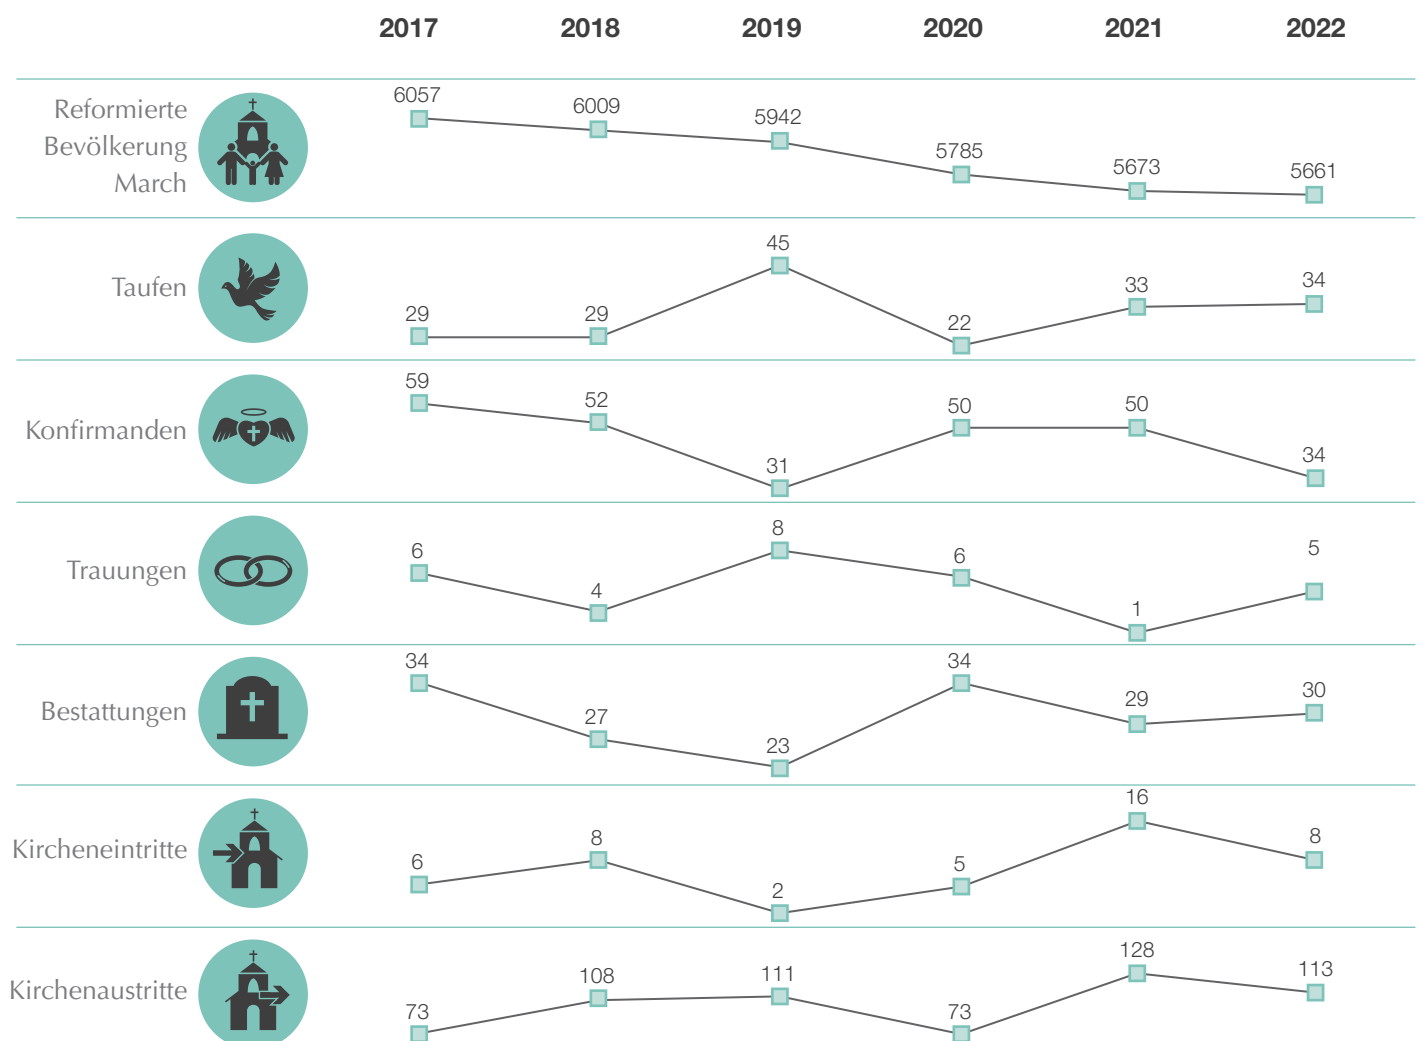 2017 2018 2019 2020 2021 2022
Reformierte
Bevölkerung
March
6057 6009 5942 5785 5673 5661
Taufen
29 29 45 22 33 34
Konfirmanden
59 52 31 50 50 34
Trauungen
6 4 8 6 1 5
Bestattungen
34 27 23 34 29 30
Kircheneintritte
6 8 2 5 16 8
Kirchenaustritte
73 108 111 73 128 113